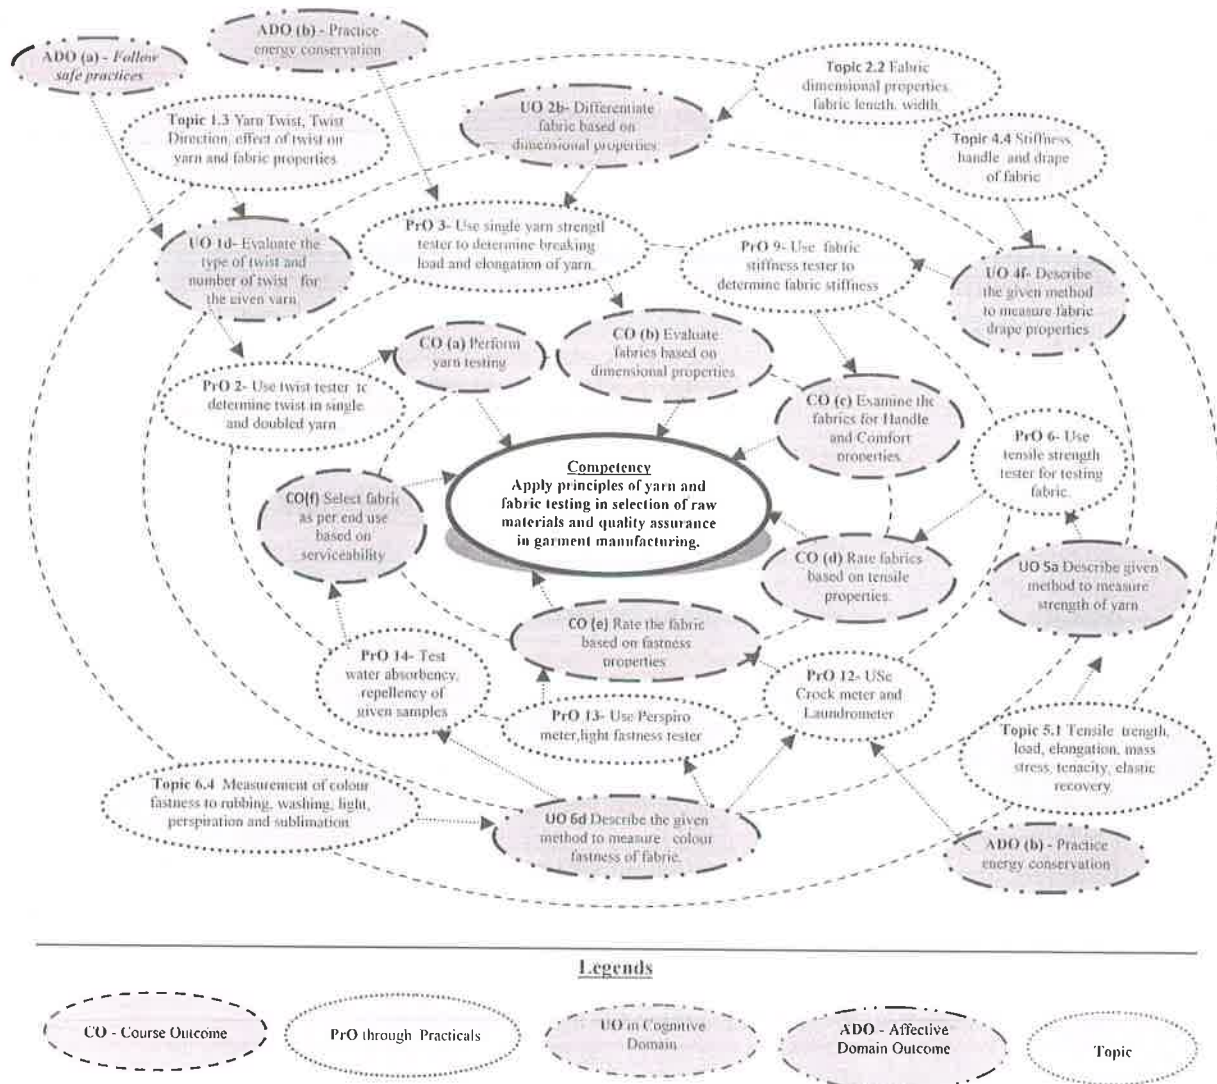 ADO (b) - Practice
energy conservation
ADO (a) - Follow
safe practices
Topic 2.2 Fabric
dimensional properties,
fabric length, width,
UO 2b- Differentiate
fabric based on
dimensional properties
Topic 1.3 Yarn Twist, Twist
Direction, effect of twist on
yarn and fabric properties
Topic 4.4 Stiffness,
handle and drape
of fabric
PrO 3- Use single yarn strengtl
tester to determine breaking
load and elongation of yarn.
UO 1d- Evaluate the
type of twist and
number of twist for
the given yarn
PrO 9- Use fabric
stiffness tester to
determine fabric stiffness
UO 4f- Describe
the given method
to measure fabric
drape properties
CO (a) Perform
yarn testing
CO (b) Evaluate
fabrics based on
dimensional properties
PrO 2- Use twist tester tc
determine twist in single
and doubled yarn
CO (c) Examine the
fabrics for Handle
and Comfort
properties
PrO 6- Use
tensile strength
tester for testing
fabric.
Competency
Apply principles of yarn and
fabric testing in selection of raw
materials and quality assurance
in garment manufacturing.
CO(f) Select fabric
as per end use
based on
serviceability
CO (d) Rate fabrics
based on tensile
properties.
UO 5a Describe given
method to measure
strength of yarn
CO (e) Rate the fabric
based on fastness
properties
PrO 14- Test
water absorbency,
repellency of
given samples
PrO 12- USe
Crock meter and
Laundrometer
PrO 13- Use Perspiro
meter,light fastness tester
Topic 5.1 Tensile trength,
load, elongation, mass
stress, tenacity, elastic
recovery
Topic 6.4 Measurement of colour
fastness to rubbing, washing, light,
perspiration and sublimation
UO 6d Describe the given
method to measure colour
fastness of fabric.
ADO (b) - Practice
energy conservation
Legends
CO - Course Outcome
PrO through Practicals
UO in Cognitive
Domain
ADO - Affective
Domain Outcome
Topic